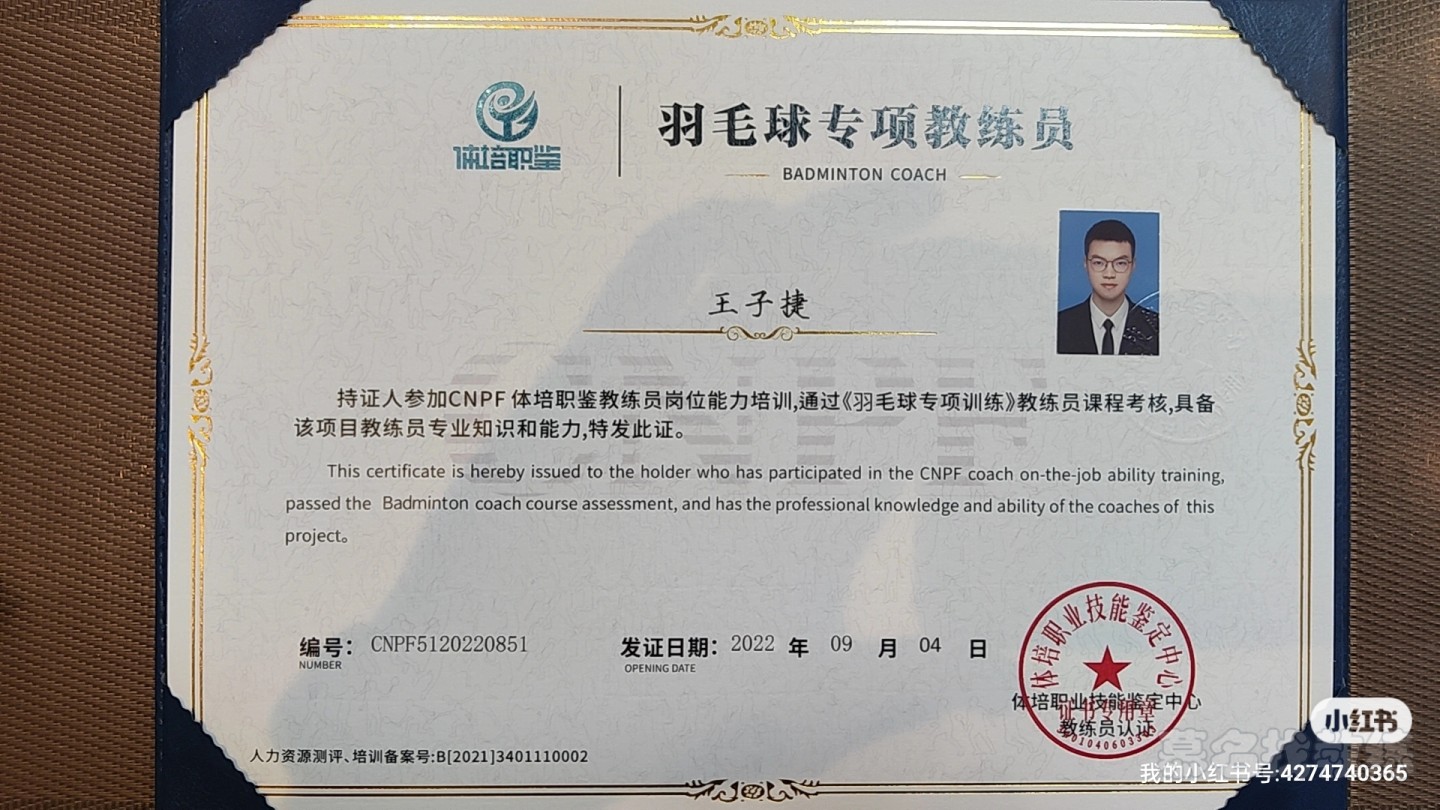 体培职鉴
羽毛球专项教练员
BADMINTON COACH
王子捷
持证人参加CNPF 体培职鉴教练员岗位能力培训,通过《羽毛球专项训练》教练员课程考核,具备
该项目教练员专业知识和能力,特发此证。
This certificate is hereby issued to the holder who has participated in the CNPF coach on-the-job ability training,
passed the Badminton coach course assessment, and has the professional knowledge and ability of the coaches of this
project。
编号： CNPF5120220851
NUMBER
发证日期： 2022 年 09 月 04 日
OPENING DATE
体培职业技能鉴定中心
证书专用章
体培职业技能鉴定中心
教练员认证
人力资源测评、培训备案号:B[2021]3401110002
CNPF
小红书
我的小红书号:4274740365